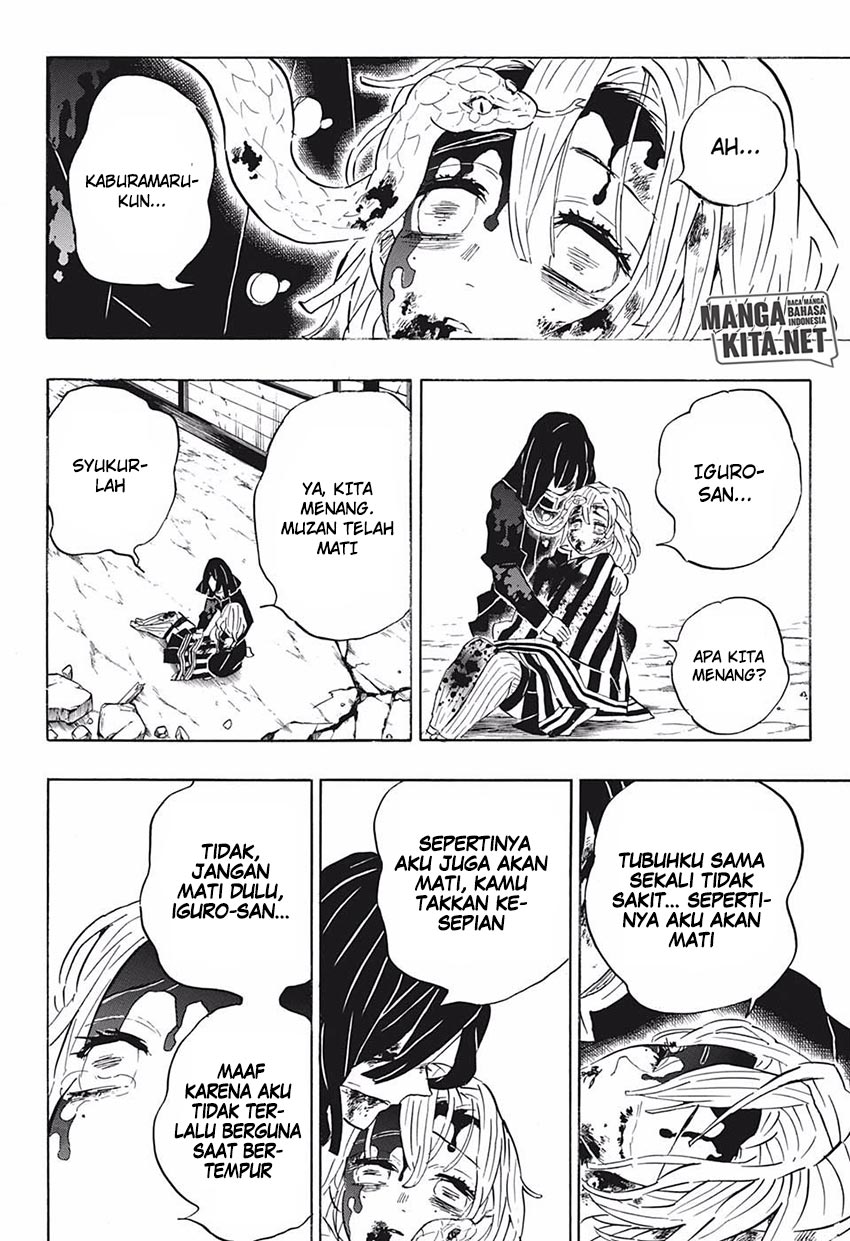 AH...
KABURAMARU-
KUN...
MANGA
KITA.NET
BACA MANGA
BAHASA
INDONESIA
IGURO-
SAN...
APA KITA
MENANG?
YA, KITA
MENANG.
MUZAN TELAH
MATI
SYUKUR-
LAH
TUBUHKU SAMA
SEKALI TIDAK
SAKIT... SEPERTI-
NYA AKU AKAN
MATI
SEPERTINYA
AKU JUGA AKAN
MATI, KAMU
TAKKAN KE-
SEPIAN
TIDAK,
JANGAN
MATI DULU,
IGURO-SAN...
MAAF
KARENA AKU
TIDAK TER-
LALU BERGUNA
SAAT BER-
TEMPUR